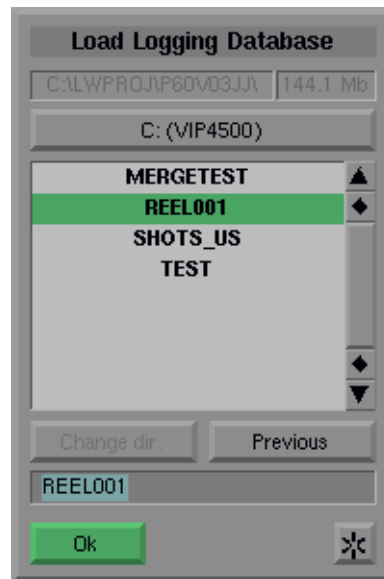 Load Logging Database
C:\LWPROJ\P60V03JJ\ 144.1 Mb
C: (VIP4500)
MERGETEST
REEL001
SHOTS_US
TEST
Change dir. Previous
REEL001
Ok